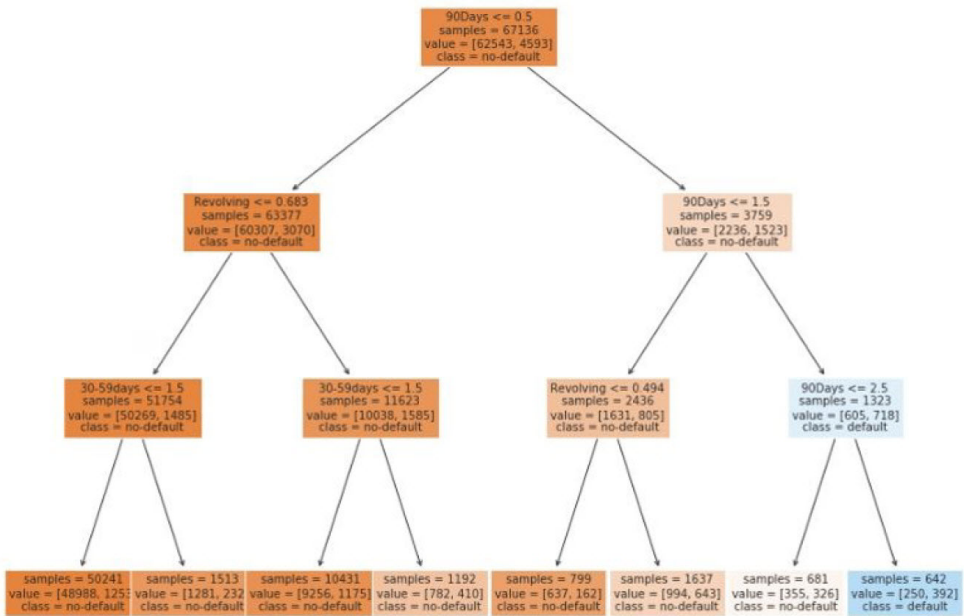 90Days <= 0.5
samples = 67136
value = [62543, 4593]
class = no-default
Revolving <= 0.683
samples = 63377
value = [60307, 3070]
class = no-default
90Days <= 1.5
samples = 3759
value = [2236, 1523]
class = no-default
30-59days <= 1.5
samples = 51754
value = [50269, 1485]
class = no-default
30-59days <= 1.5
samples = 11623
value = [10038, 1585]
class = no-default
Revolving <= 0.494
samples = 2436
value = [1631, 805]
class = no-default
90Days <= 2.5
samples = 1323
value = [605, 718]
class = default
samples = 50241
value = [48988, 1253
class = no-default
samples = 1513
[1281, 232
class = no-default
samples = 10431
value = [9256, 1175]
class = no-default
samples = 1192
[782, 410]
class = no-default
samples = 799
value = [637, 162]
class = no-default
samples = 1637
value = [994, 643]
class = no-default
samples = 681
value = [355, 326]
class = no-default
samples = 642
value = [250, 392]
class = default